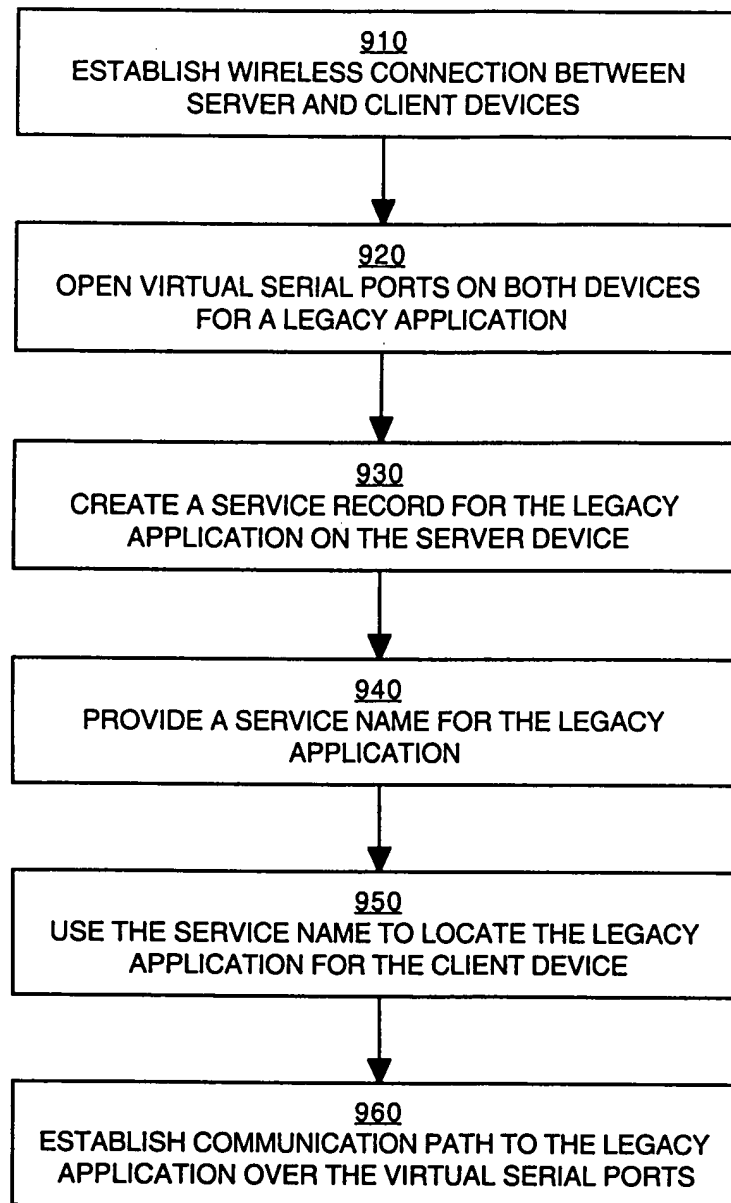 910
ESTABLISH WIRELESS CONNECTION BETWEEN
SERVER AND CLIENT DEVICES
920
OPEN VIRTUAL SERIAL PORTS ON BOTH DEVICES
FOR A LEGACY APPLICATION
930
CREATE A SERVICE RECORD FOR THE LEGACY
APPLICATION ON THE SERVER DEVICE
940
PROVIDE A SERVICE NAME FOR THE LEGACY
APPLICATION
950
USE THE SERVICE NAME TO LOCATE THE LEGACY
APPLICATION FOR THE CLIENT DEVICE
960
ESTABLISH COMMUNICATION PATH TO THE LEGACY
APPLICATION OVER THE VIRTUAL SERIAL PORTS